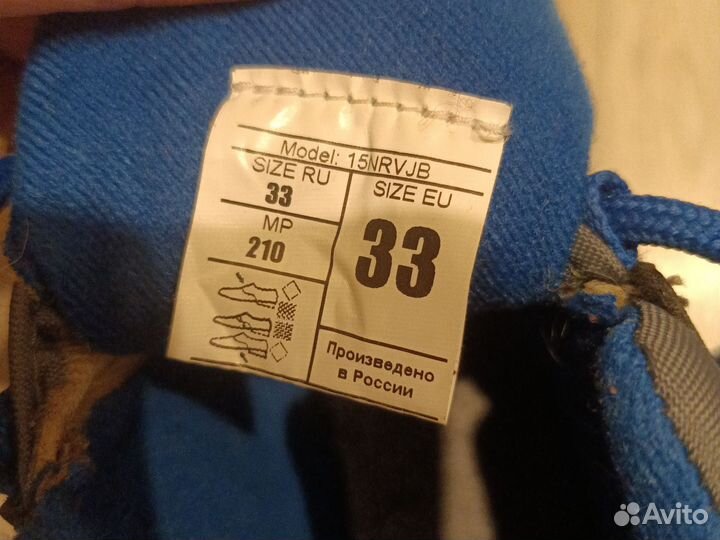 Model: 15NRVJB
SIZE RU
33
MP
210
SIZE EU
33
Произведено
в России
Avito